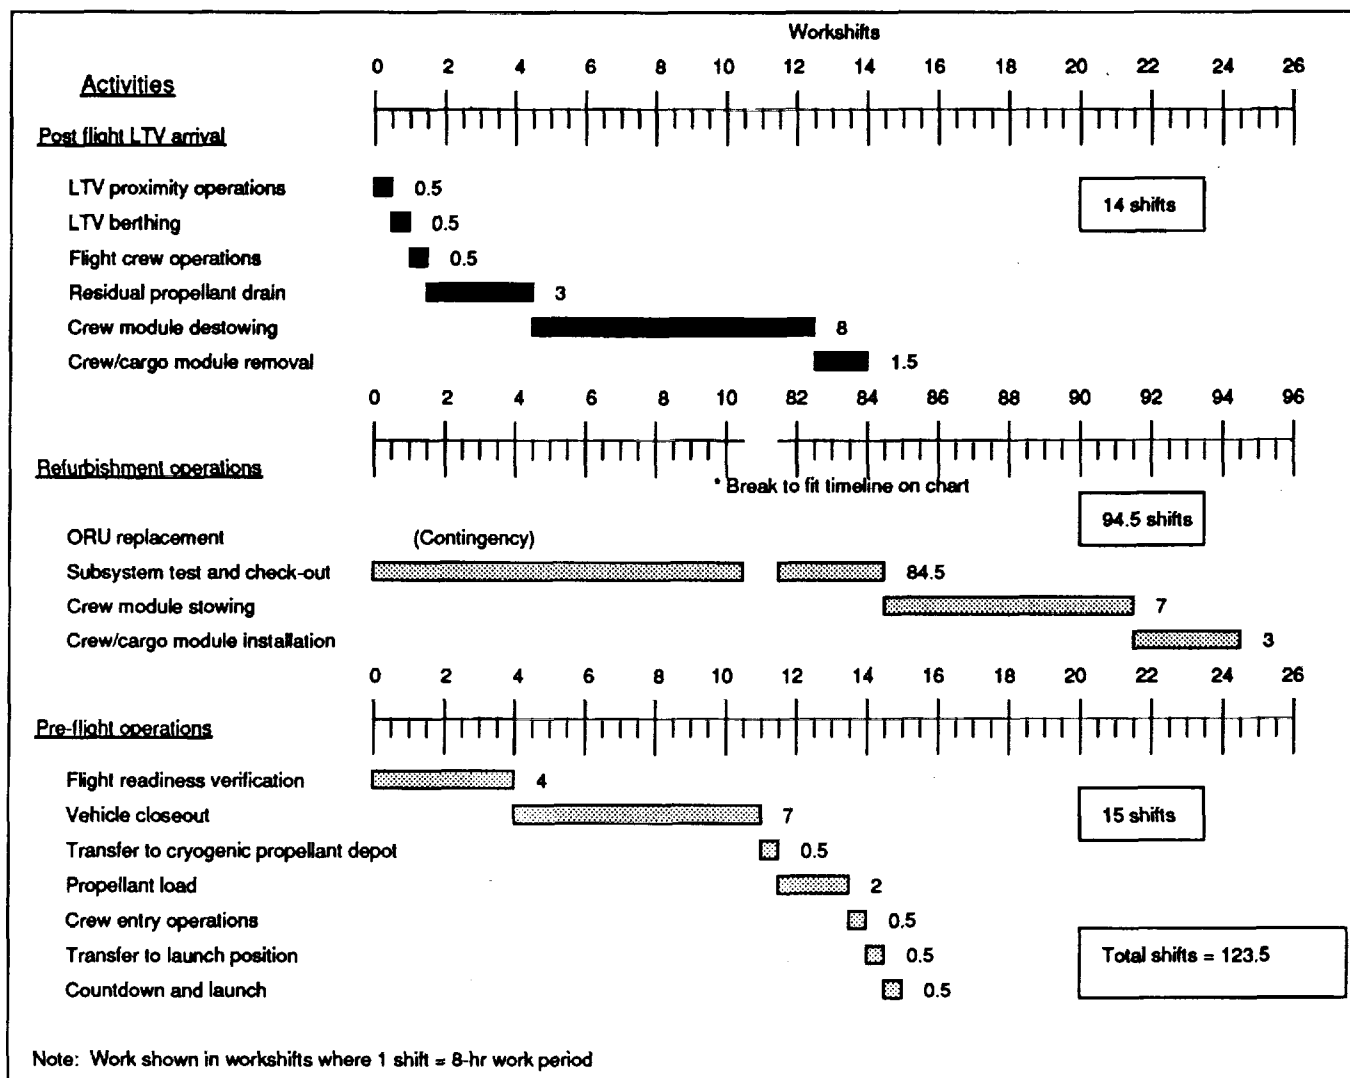 Workshifts
0 2 4 6 8 10 12 14 16 18 20 22 24 26
Activities
Post flight LTV arrival
LTV proximity operations 0.5
14 shifts
LTV berthing 0.5
Flight crew operations 0.5
Residual propellant drain 3
Crew module destowing 8
Crew/cargo module removal 1.5
0 2 4 6 8 10 82 84 86 88 90 92 94 96
Refurbishment operations
* Break to fit timeline on chart
94.5 shifts
ORU replacement (Contingency)
Subsystem test and check-out 84.5
Crew module stowing 7
Crew/cargo module installation 3
0 2 4 6 8 10 12 14 16 18 20 22 24 26
Pre-flight operations
Flight readiness verification 4
Vehicle closeout 7
15 shifts
Transfer to cryogenic propellant depot 0.5
Propellant load 2
Crew entry operations 0.5
Transfer to launch position 0.5
Total shifts = 123.5
Countdown and launch 0.5
Note: Work shown in workshifts where 1 shift = 8-hr work period